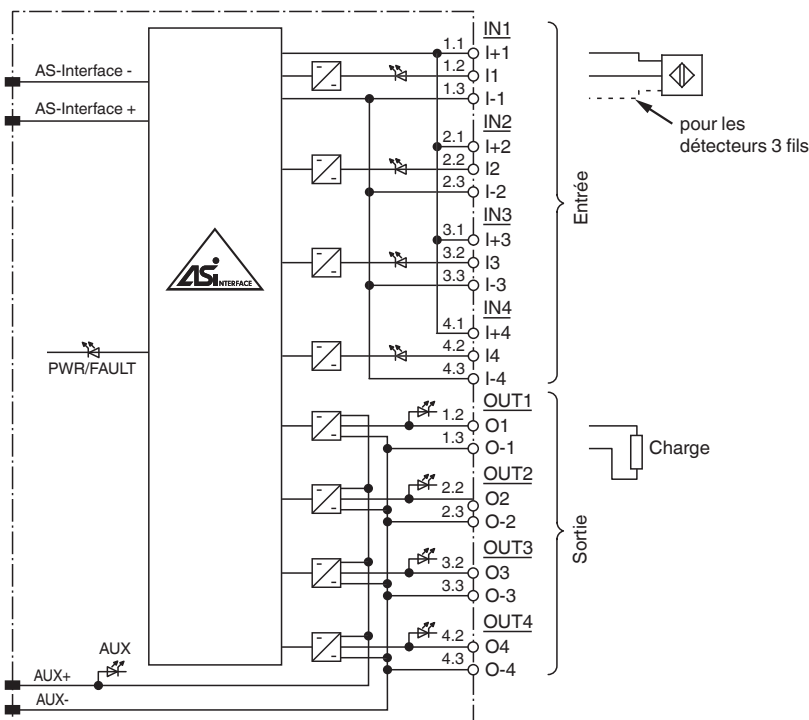 AS-Interface -
AS-Interface +
ASi INTERFACE
PWR/FAULT
AUX
AUX+
AUX-
IN1
1.1 I+1
1.2 I1
1.3 I-1
IN2
2.1 I+2
2.2 I2
2.3 I-2
IN3
3.1 I+3
3.2 I3
3.3 I-3
IN4
4.1 I+4
4.2 I4
4.3 I-4
OUT1
1.2 O1
1.3 O-1
OUT2
2.2 O2
2.3 O-2
OUT3
3.2 O3
3.3 O-3
OUT4
4.2 O4
4.3 O-4
Entrée
Sortie
pour les
détecteurs 3 fils
Charge